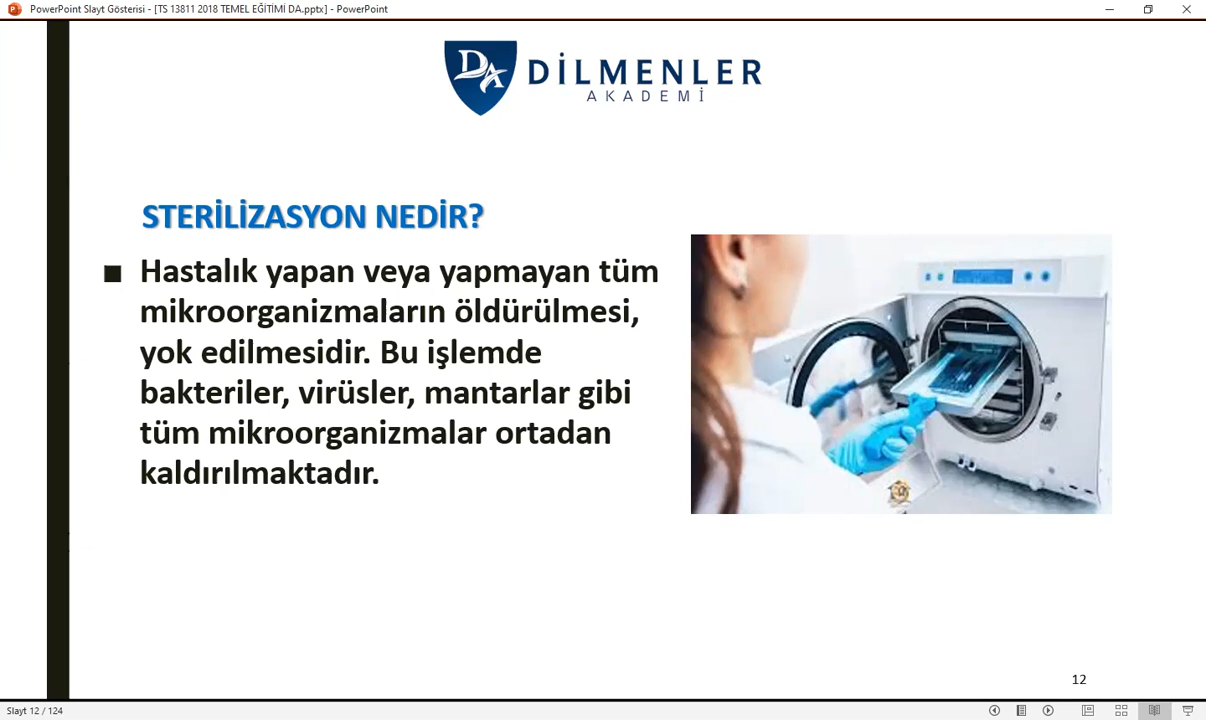 PowerPoint Slayt Gösterisi - [TS 13811 2018 TEMEL EĞİTİMİ DA.pptx] - PowerPoint
DA DİLMENLER
AKADEMİ
STERİLİZASYON NEDİR?
■ Hastalık yapan veya yapmayan tüm
mikroorganizmaların öldürülmesi,
yok edilmesidir. Bu işlemde
bakteriler, virüsler, mantarlar gibi
tüm mikroorganizmalar ortadan
kaldırılmaktadır.
12
Slayt 12 / 124